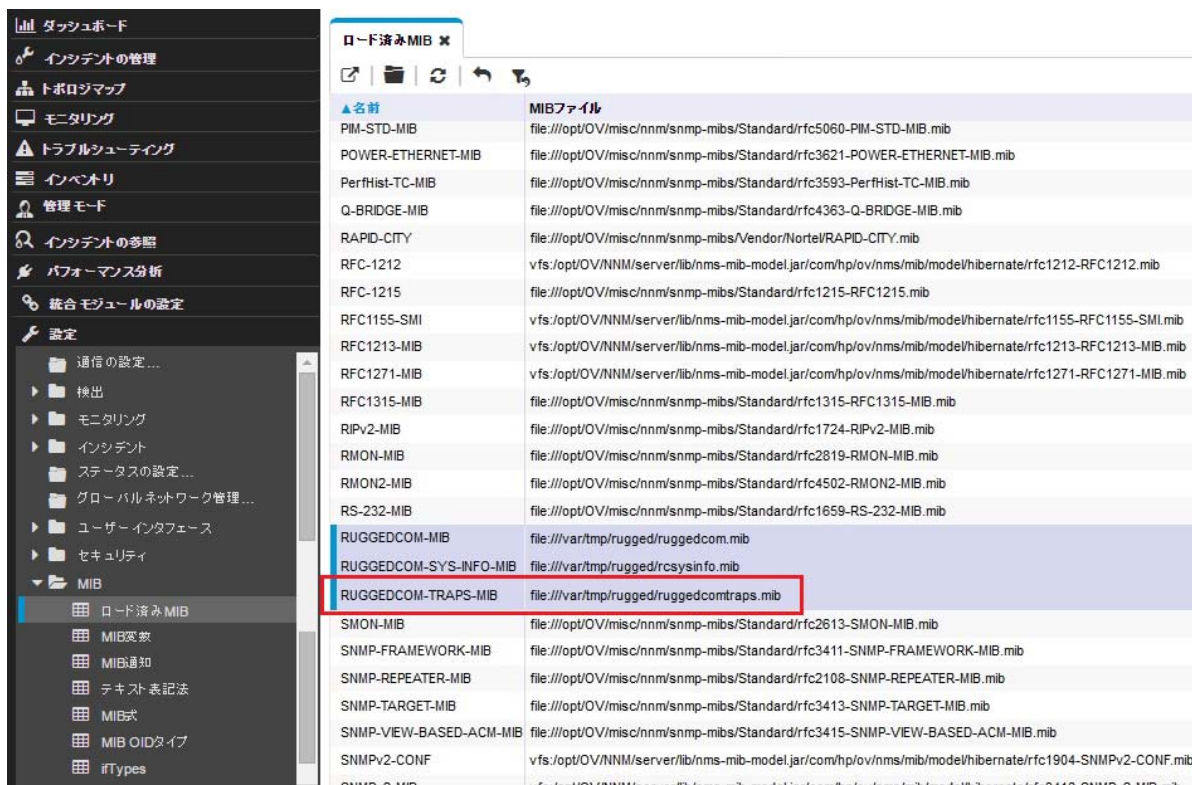 ダッシュボード
インシデントの管理
トポロジマップ
モニタリング
トラブルシューティング
インベントリ
管理モード
インシデントの参照
パフォーマンス分析
統合モジュールの設定
設定
通信の設定...
検出
モニタリング
インシデント
ステータスの設定...
グローバルネットワーク管理...
ユーザーインタフェース
セキュリティ
MIB
ロード済みMIB
MIB変数
MIB通知
テキスト表記法
MIB式
MIB OIDタイプ
ifTypes
ロード済みMIB
▲名前 MIBファイル
PIM-STD-MIB file:///opt/OV/misc/nnm/snmp-mibs/Standard/rfc5060-PIM-STD-MIB.mib
POWER-ETHERNET-MIB file:///opt/OV/misc/nnm/snmp-mibs/Standard/rfc3621-POWER-ETHERNET-MIB.mib
PerfHist-TC-MIB file:///opt/OV/misc/nnm/snmp-mibs/Standard/rfc3593-PerfHist-TC-MIB.mib
Q-BRIDGE-MIB file:///opt/OV/misc/nnm/snmp-mibs/Standard/rfc4363-Q-BRIDGE-MIB.mib
RAPID-CITY file:///opt/OV/misc/nnm/snmp-mibs/Vendor/Nortel/RAPID-CITY.mib
RFC-1212 vfs:/opt/OV/NNM/server/lib/nms-mib-model.jar/com/hp/ov/nms/mib/model/hibernate/rfc1212-RFC1212.mib
RFC-1215 file:///opt/OV/misc/nnm/snmp-mibs/Standard/rfc1215-RFC1215.mib
RFC1155-SMI vfs:/opt/OV/NNM/server/lib/nms-mib-model.jar/com/hp/ov/nms/mib/model/hibernate/rfc1155-RFC1155-SMI.mib
RFC1213-MIB vfs:/opt/OV/NNM/server/lib/nms-mib-model.jar/com/hp/ov/nms/mib/model/hibernate/rfc1213-RFC1213-MIB.mib
RFC1271-MIB vfs:/opt/OV/NNM/server/lib/nms-mib-model.jar/com/hp/ov/nms/mib/model/hibernate/rfc1271-RFC1271-MIB.mib
RFC1315-MIB file:///opt/OV/misc/nnm/snmp-mibs/Standard/rfc1315-RFC1315-MIB.mib
RIPv2-MIB file:///opt/OV/misc/nnm/snmp-mibs/Standard/rfc1724-RIPv2-MIB.mib
RMON-MIB file:///opt/OV/misc/nnm/snmp-mibs/Standard/rfc2819-RMON-MIB.mib
RMON2-MIB file:///opt/OV/misc/nnm/snmp-mibs/Standard/rfc4502-RMON2-MIB.mib
RS-232-MIB file:///opt/OV/misc/nnm/snmp-mibs/Standard/rfc1659-RS-232-MIB.mib
RUGGEDCOM-MIB file:///var/tmp/rugged/ruggedcom.mib
RUGGEDCOM-SYS-INFO-MIB file:///var/tmp/rugged/rcsysinfo.mib
RUGGEDCOM-TRAPS-MIB file:///var/tmp/rugged/ruggedcomtraps.mib
SMON-MIB file:///opt/OV/misc/nnm/snmp-mibs/Standard/rfc2613-SMON-MIB.mib
SNMP-FRAMEWORK-MIB file:///opt/OV/misc/nnm/snmp-mibs/Standard/rfc3411-SNMP-FRAMEWORK-MIB.mib
SNMP-REPEATER-MIB file:///opt/OV/misc/nnm/snmp-mibs/Standard/rfc2108-SNMP-REPEATER-MIB.mib
SNMP-TARGET-MIB file:///opt/OV/misc/nnm/snmp-mibs/Standard/rfc3413-SNMP-TARGET-MIB.mib
SNMP-VIEW-BASED-ACM-MIB file:///opt/OV/misc/nnm/snmp-mibs/Standard/rfc3415-SNMP-VIEW-BASED-ACM-MIB.mib
SNMPv2-CONF vfs:/opt/OV/NNM/server/lib/nms-mib-model.jar/com/hp/ov/nms/mib/model/hibernate/rfc1904-SNMPv2-CONF.mib